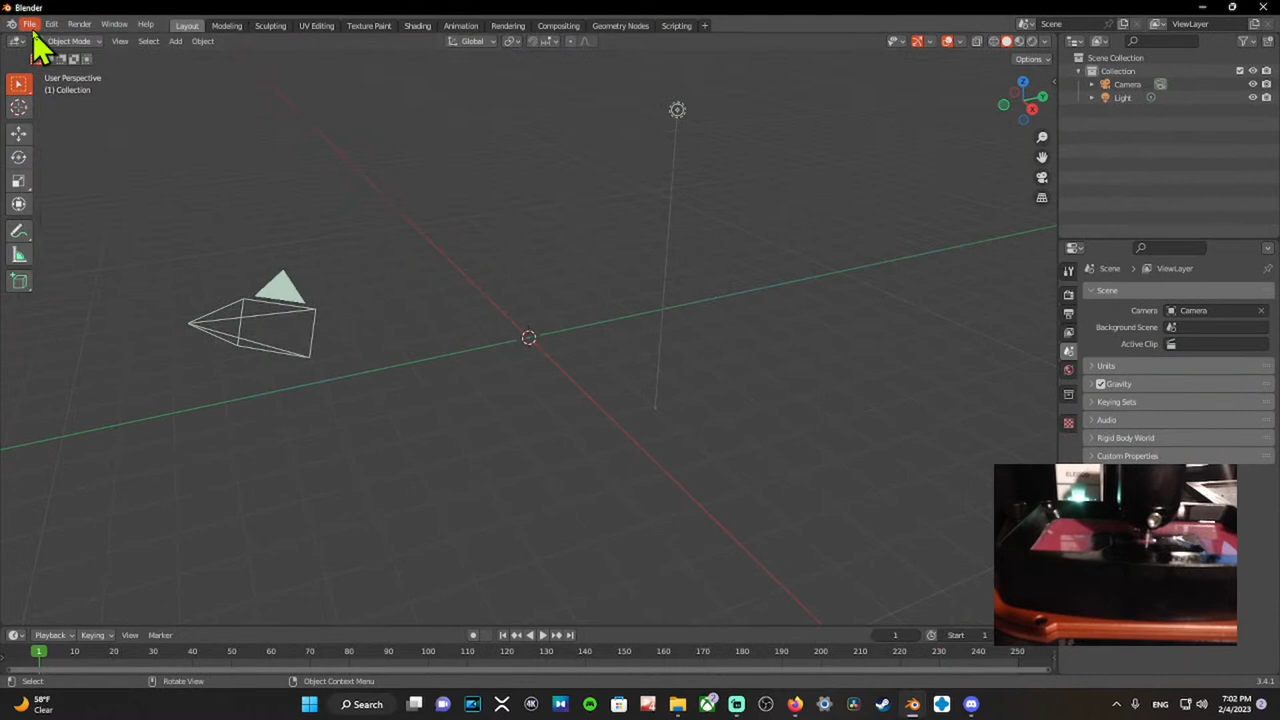 Blender
File Edit Render Window Help Layout Modeling Sculpting UV Editing Texture Paint Shading Animation Rendering Compositing Geometry Nodes Scripting + Scene ViewLayer
Object Mode View Select Add Object Global
Options
User Perspective
(1) Collection
Z
Y
X
Scene Collection
Collection
Camera
Light
Scene ViewLayer
Scene
Camera Camera
Background Scene
Active Clip
Units
Gravity
Keying Sets
Audio
Rigid Body World
Custom Properties
Playback Keying View Marker 1 Start 1
1 10 20 30 40 50 60 70 80 90 100 110 120 130 140 150 160 170 180 190 200 210 220 230 240 250
Select Rotate View Object Context Menu 3.4.1
58°F
Clear
Search
4K
ENG
7:02 PM
2/4/2023